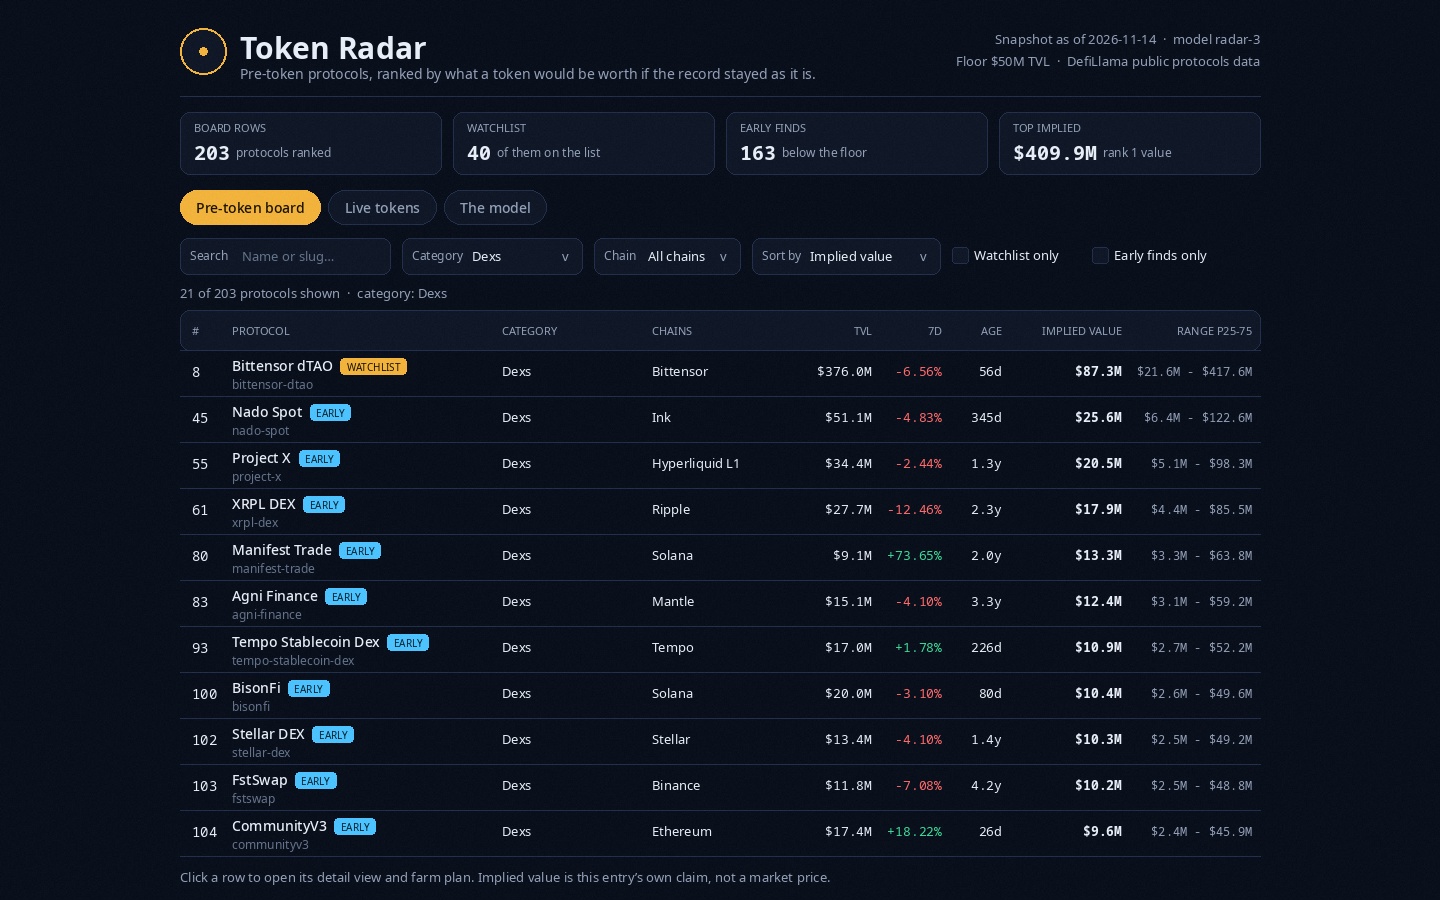 Token Radar
Pre-token protocols, ranked by what a token would be worth if the record stayed as it is.
Snapshot as of 2026-11-14 · model radar-3
Floor $50M TVL · DefiLlama public protocols data
BOARD ROWS
203 protocols ranked
WATCHLIST
40 of them on the list
EARLY FINDS
163 below the floor
TOP IMPLIED
$409.9M rank 1 value
Pre-token board Live tokens The model
Search Name or slug... Category Dexs v Chain All chains v Sort by Implied value v Watchlist only Early finds only
21 of 203 protocols shown · category: Dexs
# PROTOCOL CATEGORY CHAINS TVL 7D AGE IMPLIED VALUE RANGE P25-75
8 Bittensor dTAO WATCHLIST Dexs Bittensor $376.0M -6.56% 56d $87.3M $21.6M - $417.6M
bittensor-dtao
45 Nado Spot EARLY Dexs Ink $51.1M -4.83% 345d $25.6M $6.4M - $122.6M
nado-spot
55 Project X EARLY Dexs Hyperliquid L1 $34.4M -2.44% 1.3y $20.5M $5.1M - $98.3M
project-x
61 XRPL DEX EARLY Dexs Ripple $27.7M -12.46% 2.3y $17.9M $4.4M - $85.5M
xrpl-dex
80 Manifest Trade EARLY Dexs Solana $9.1M +73.65% 2.0y $13.3M $3.3M - $63.8M
manifest-trade
83 Agni Finance EARLY Dexs Mantle $15.1M -4.10% 3.3y $12.4M $3.1M - $59.2M
agni-finance
93 Tempo Stablecoin Dex EARLY Dexs Tempo $17.0M +1.78% 226d $10.9M $2.7M - $52.2M
tempo-stablecoin-dex
100 BisonFi EARLY Dexs Solana $20.0M -3.10% 80d $10.4M $2.6M - $49.6M
bisonfi
102 Stellar DEX EARLY Dexs Stellar $13.4M -4.10% 1.4y $10.3M $2.5M - $49.2M
stellar-dex
103 FstSwap EARLY Dexs Binance $11.8M -7.08% 4.2y $10.2M $2.5M - $48.8M
fstswap
104 CommunityV3 EARLY Dexs Ethereum $17.4M +18.22% 26d $9.6M $2.4M - $45.9M
communityv3
Click a row to open its detail view and farm plan. Implied value is this entry's own claim, not a market price.